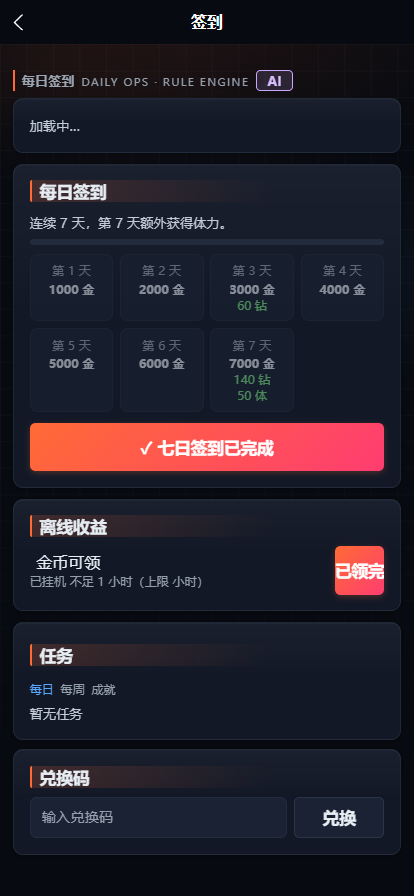 签到
每日签到 DAILY OPS · RULE ENGINE AI
加载中...
每日签到
连续 7 天，第 7 天额外获得体力。
第 1 天 第 2 天 第 3 天 第 4 天
1000 金 2000 金 3000 金 4000 金
60 钻
第 5 天 第 6 天 第 7 天
5000 金 6000 金 7000 金
140 钻
50 体
✓ 七日签到已完成
离线收益
金币可领
已挂机 不足 1 小时（上限 小时）
已领完
任务
每日 每周 成就
暂无任务
兑换码
输入兑换码 兑换